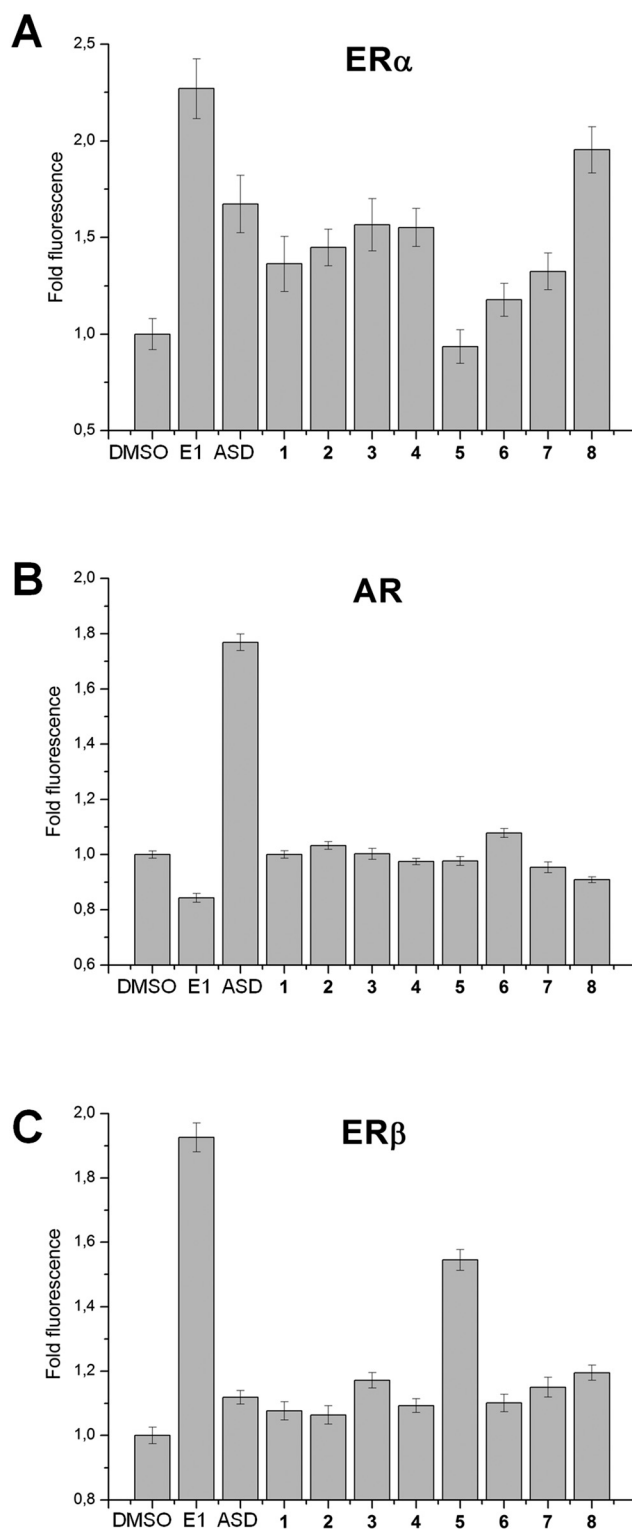 A
ERα
Fold fluorescence
2,5
2,0
1,5
1,0
0,5
DMSO E1 ASD 1 2 3 4 5 6 7 8
B
AR
Fold fluorescence
2,0
1,8
1,6
1,4
1,2
1,0
0,8
0,6
DMSO E1 ASD 1 2 3 4 5 6 7 8
C
ERβ
Fold fluorescence
2,0
1,8
1,6
1,4
1,2
1,0
0,8
DMSO E1 ASD 1 2 3 4 5 6 7 8